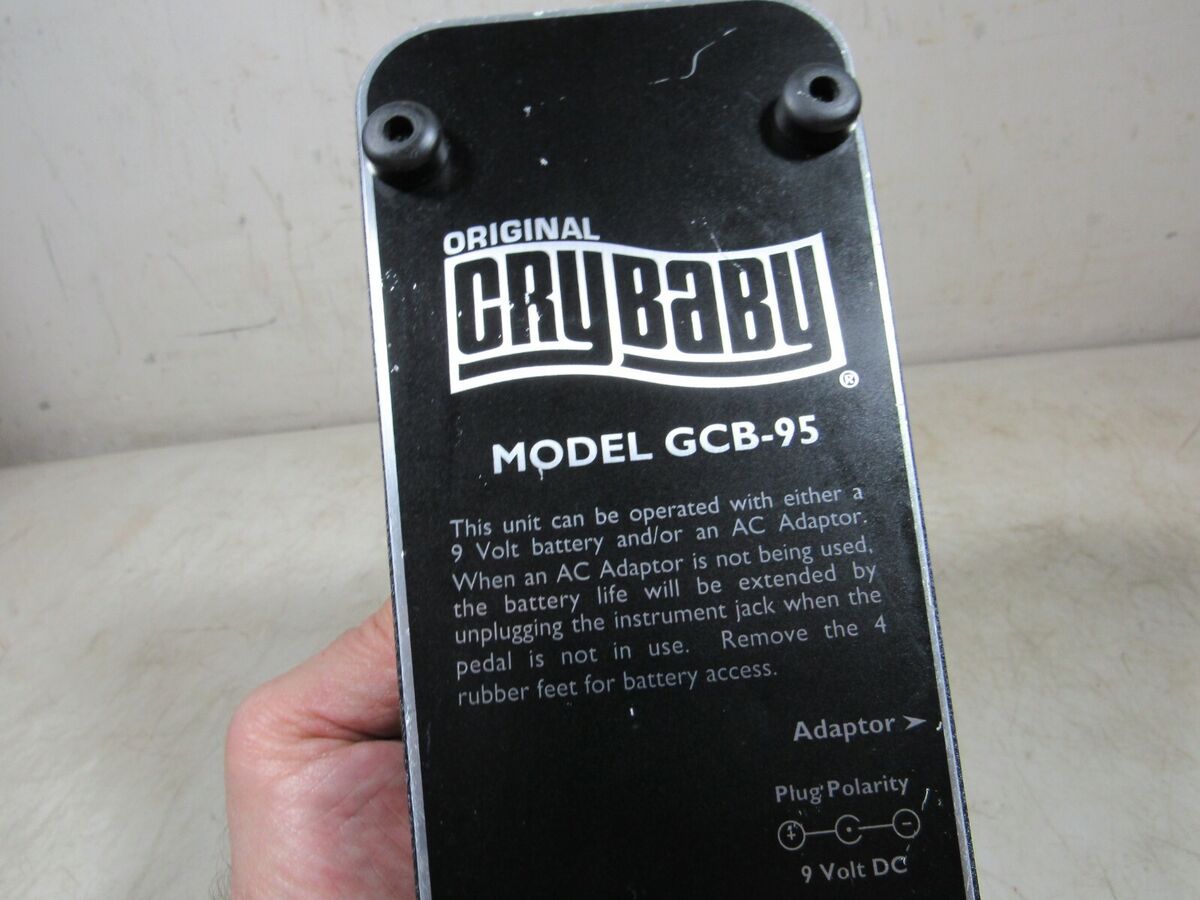 ORIGINAL
CRYBABY
®
MODEL GCB-95
This unit can be operated with either a
9 Volt battery and/or an AC Adaptor.
When an AC Adaptor is not being used,
the battery life will be extended by
unplugging the instrument jack when the
pedal is not in use. Remove the 4
rubber feet for battery access.
Adaptor ➤
Plug Polarity
+ -
9 Volt DC